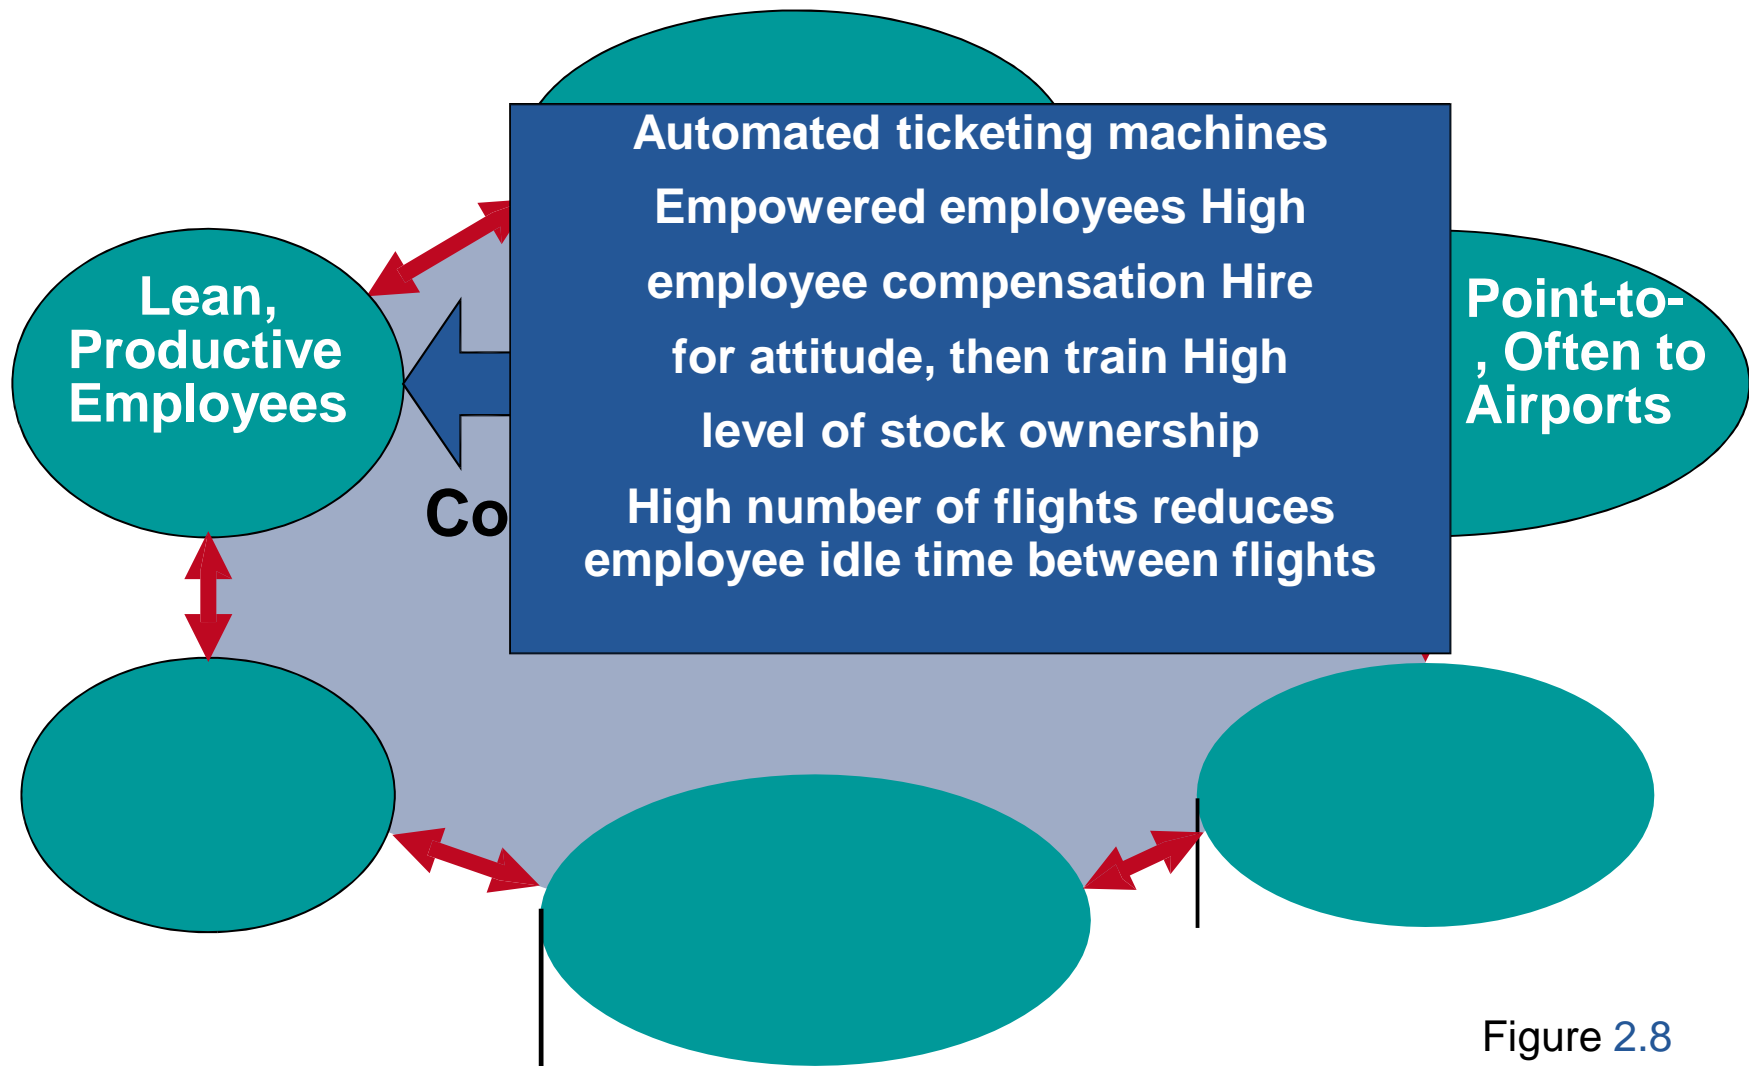 Automated ticketing machines
Empowered employees High
employee compensation Hire
for attitude, then train High
level of stock ownership
High number of flights reduces
employee idle time between flights
Lean,
Productive
Employees
Point-to-
, Often to
Airports
Co
Figure 2.8